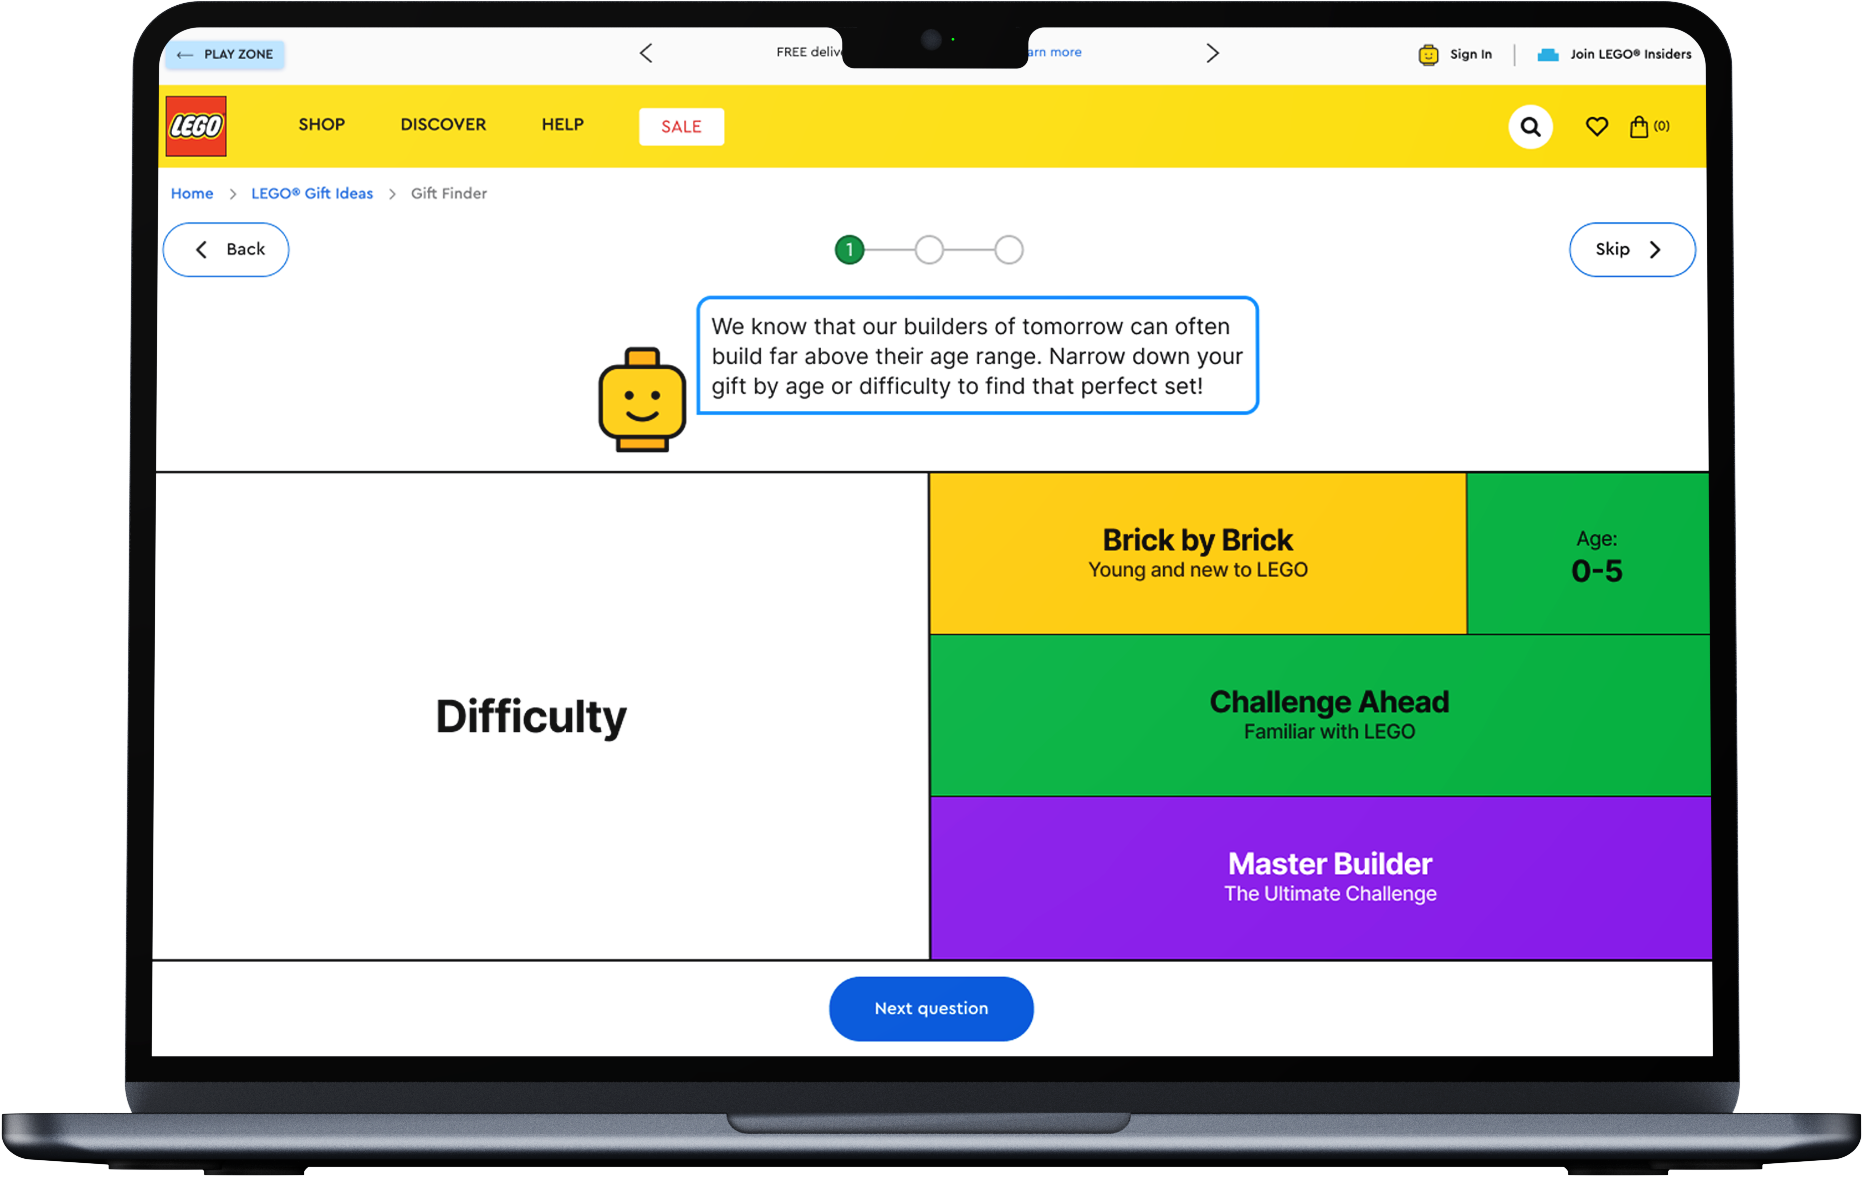 PLAY ZONE
FREE
more
Sign In
Join LEGO® Insiders
LEGO
SHOP
DISCOVER
HELP
SALE
(0)
Home
LEGO® Gift Ideas
Gift Finder
Back
1
Skip
We know that our builders of tomorrow can often
build far above their age range. Narrow down your
gift by age or difficulty to find that perfect set!
Difficulty
Brick by Brick
Young and new to LEGO
Age:
0-5
Challenge Ahead
Familiar with LEGO
Master Builder
The Ultimate Challenge
Next question